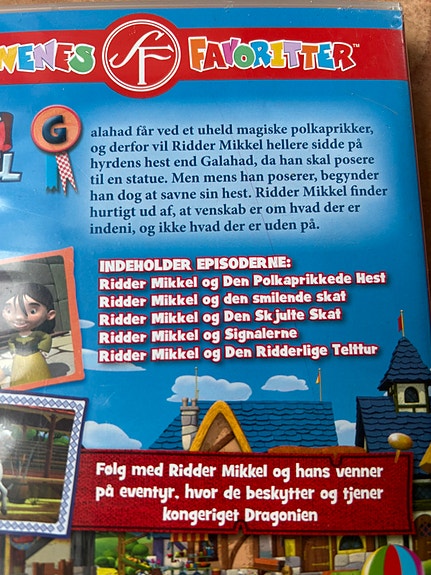 NENES SF FAVORITTER™
Galahad får ved et uheld magiske polkaprikker,
og derfor vil Ridder Mikkel hellere sidde på
hyrdens hest end Galahad, da han skal posere
til en statue. Men mens han poserer, begynder
han dog at savne sin hest. Ridder Mikkel finder
hurtigt ud af, at venskab er om hvad der er
indeni, og ikke hvad der er uden på.
INDEHOLDER EPISODERNE:
Ridder Mikkel og Den Polkaprikkede Hest
Ridder Mikkel og den smilende skat
Ridder Mikkel og Den Skjulte Skat
Ridder Mikkel og Signalerne
Ridder Mikkel og Den Ridderlige Telttur
Følg med Ridder Mikkel og hans venner
på eventyr, hvor de beskytter og tjener
kongeriget Dragonien